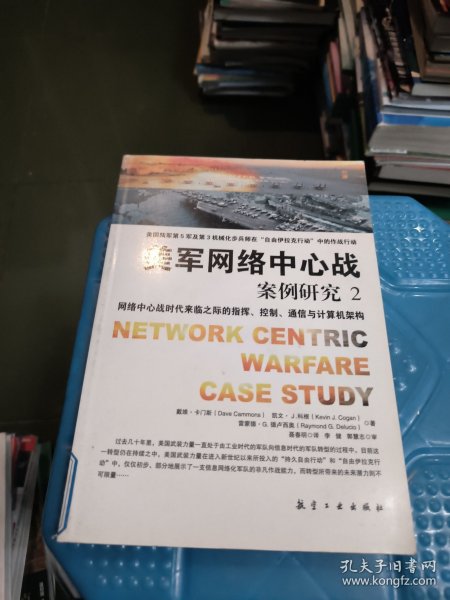 美国陆军第5军及第3机械化步兵师在“自由伊拉克行动”中的作战行动
美军网络中心战
案例研究 2
网络中心战时代来临之际的指挥、控制、通信与计算机架构
NETWORK CENTRIC
WARFARE
CASE STUDY
戴维·卡门斯（Dave Cammora） 凯文·J.科根（Kevin J. Cogan）
雷蒙德·G.德卢西奥（Raymond G. Delucio） 著
聂春明 译 李健 郭慧志 审
过去几十年里，美国武装力量一直处于由工业时代的军队向信息时代的军队转型的过程中。目前这
一转型仍在持续之中，美国武装力量在进入新世纪以来所投入的“持久自由行动”和“自由伊拉克行
动”中，仅仅初步、部分地展示了一支信息网络化军队的非凡作战能力，而转型所带来的未来潜力则不
可限量……
航空工业出版社
孔夫子旧书网
www.kongfz.com